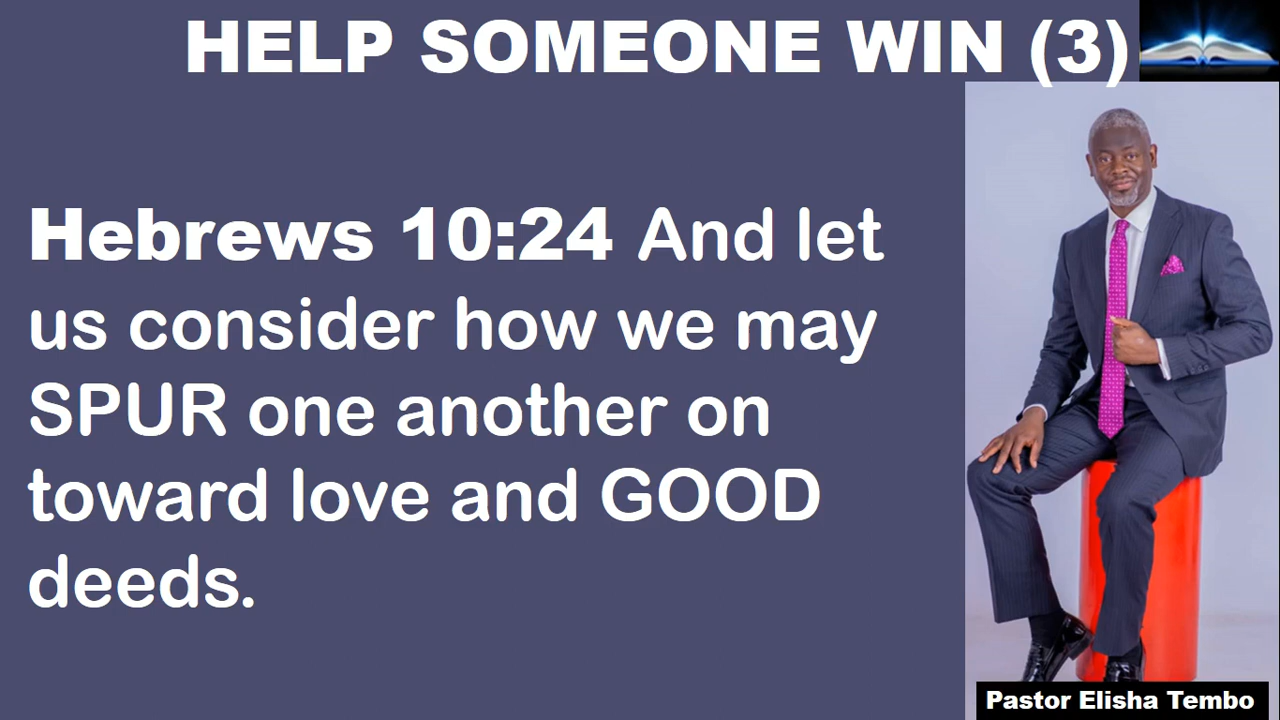 HELP SOMEONE WIN (3)
Hebrews 10:24 And let
us consider how we may
SPUR one another on
toward love and GOOD
deeds.
Pastor Elisha Tembo